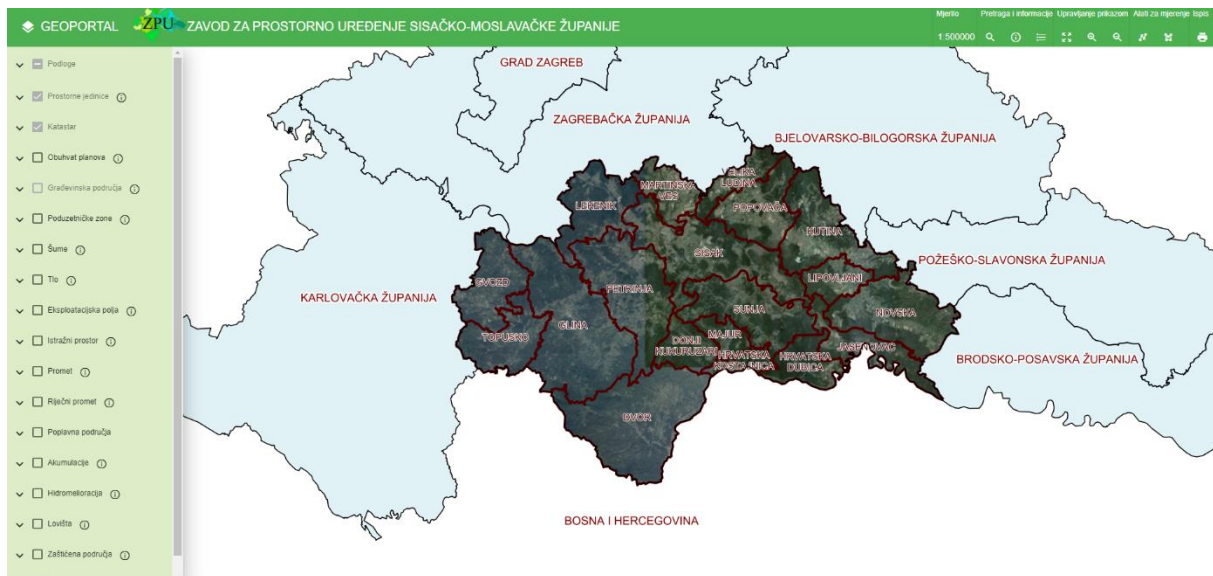 GEOPORTAL
ZPU
ZAVOD ZA PROSTORNO UREĐENJE SISAČKO-MOSLAVAČKE ŽUPANIJE
Mjerilo
Pretraga i informacije
Upravljanje prikazom
Alati za mjerenje
Ispis
1:500000
Podloge
Prostorne jedinice
Katastar
Obuhvat planova
Građevinska područja
Poduzetničke zone
Šume
Tlo
Eksploatacijska polja
Istražni prostor
Promet
Riječni promet
Poplavna područja
Akumulacije
Hidromelioracija
Lovišta
Zaštićena područja
GRAD ZAGREB
ZAGREBAČKA ŽUPANIJA
BJELOVARSKO-BILOGORSKA ŽUPANIJA
VELIKA
LUDINA
MARTINSKA
VES
LEKENIK
POPOVAČA
KUTINA
SISAK
POŽEŠKO-SLAVONSKA ŽUPANIJA
LIPOVLJANI
GVOZD
PETRINJA
KARLOVAČKA ŽUPANIJA
SUNJA
NOVSKA
GLINA
TOPUSKO
MAJUR
DONJI
KUKURUZARI
JASENOVAC
HRVATSKA
KOSTAJNICA
HRVATSKA
DUBICA
BRODSKO-POSAVSKA ŽUPANIJA
DVOR
BOSNA I HERCEGOVINA